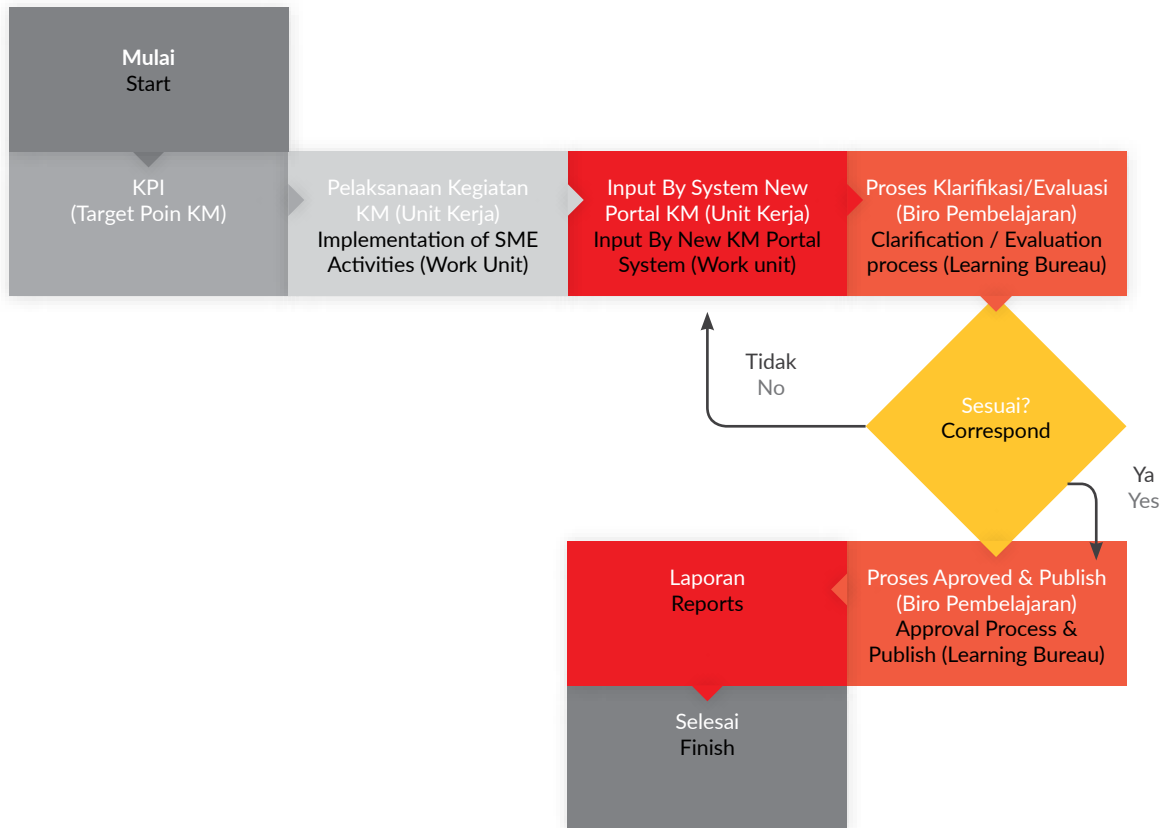 Mulai
Start
KPI
(Target Poin KM)
Pelaksanaan Kegiatan
KM (Unit Kerja)
Implementation of SME
Activities (Work Unit)
Input By System New
Portal KM (Unit Kerja)
Input By New KM Portal
System (Work unit)
Proses Klarifikasi/Evaluasi
(Biro Pembelajaran)
Clarification / Evaluation
process (Learning Bureau)
Tidak
No
Sesuai?
Correspond
Ya
Yes
Proses Aproved & Publish
(Biro Pembelajaran)
Approval Process &
Publish (Learning Bureau)
Laporan
Reports
Selesai
Finish